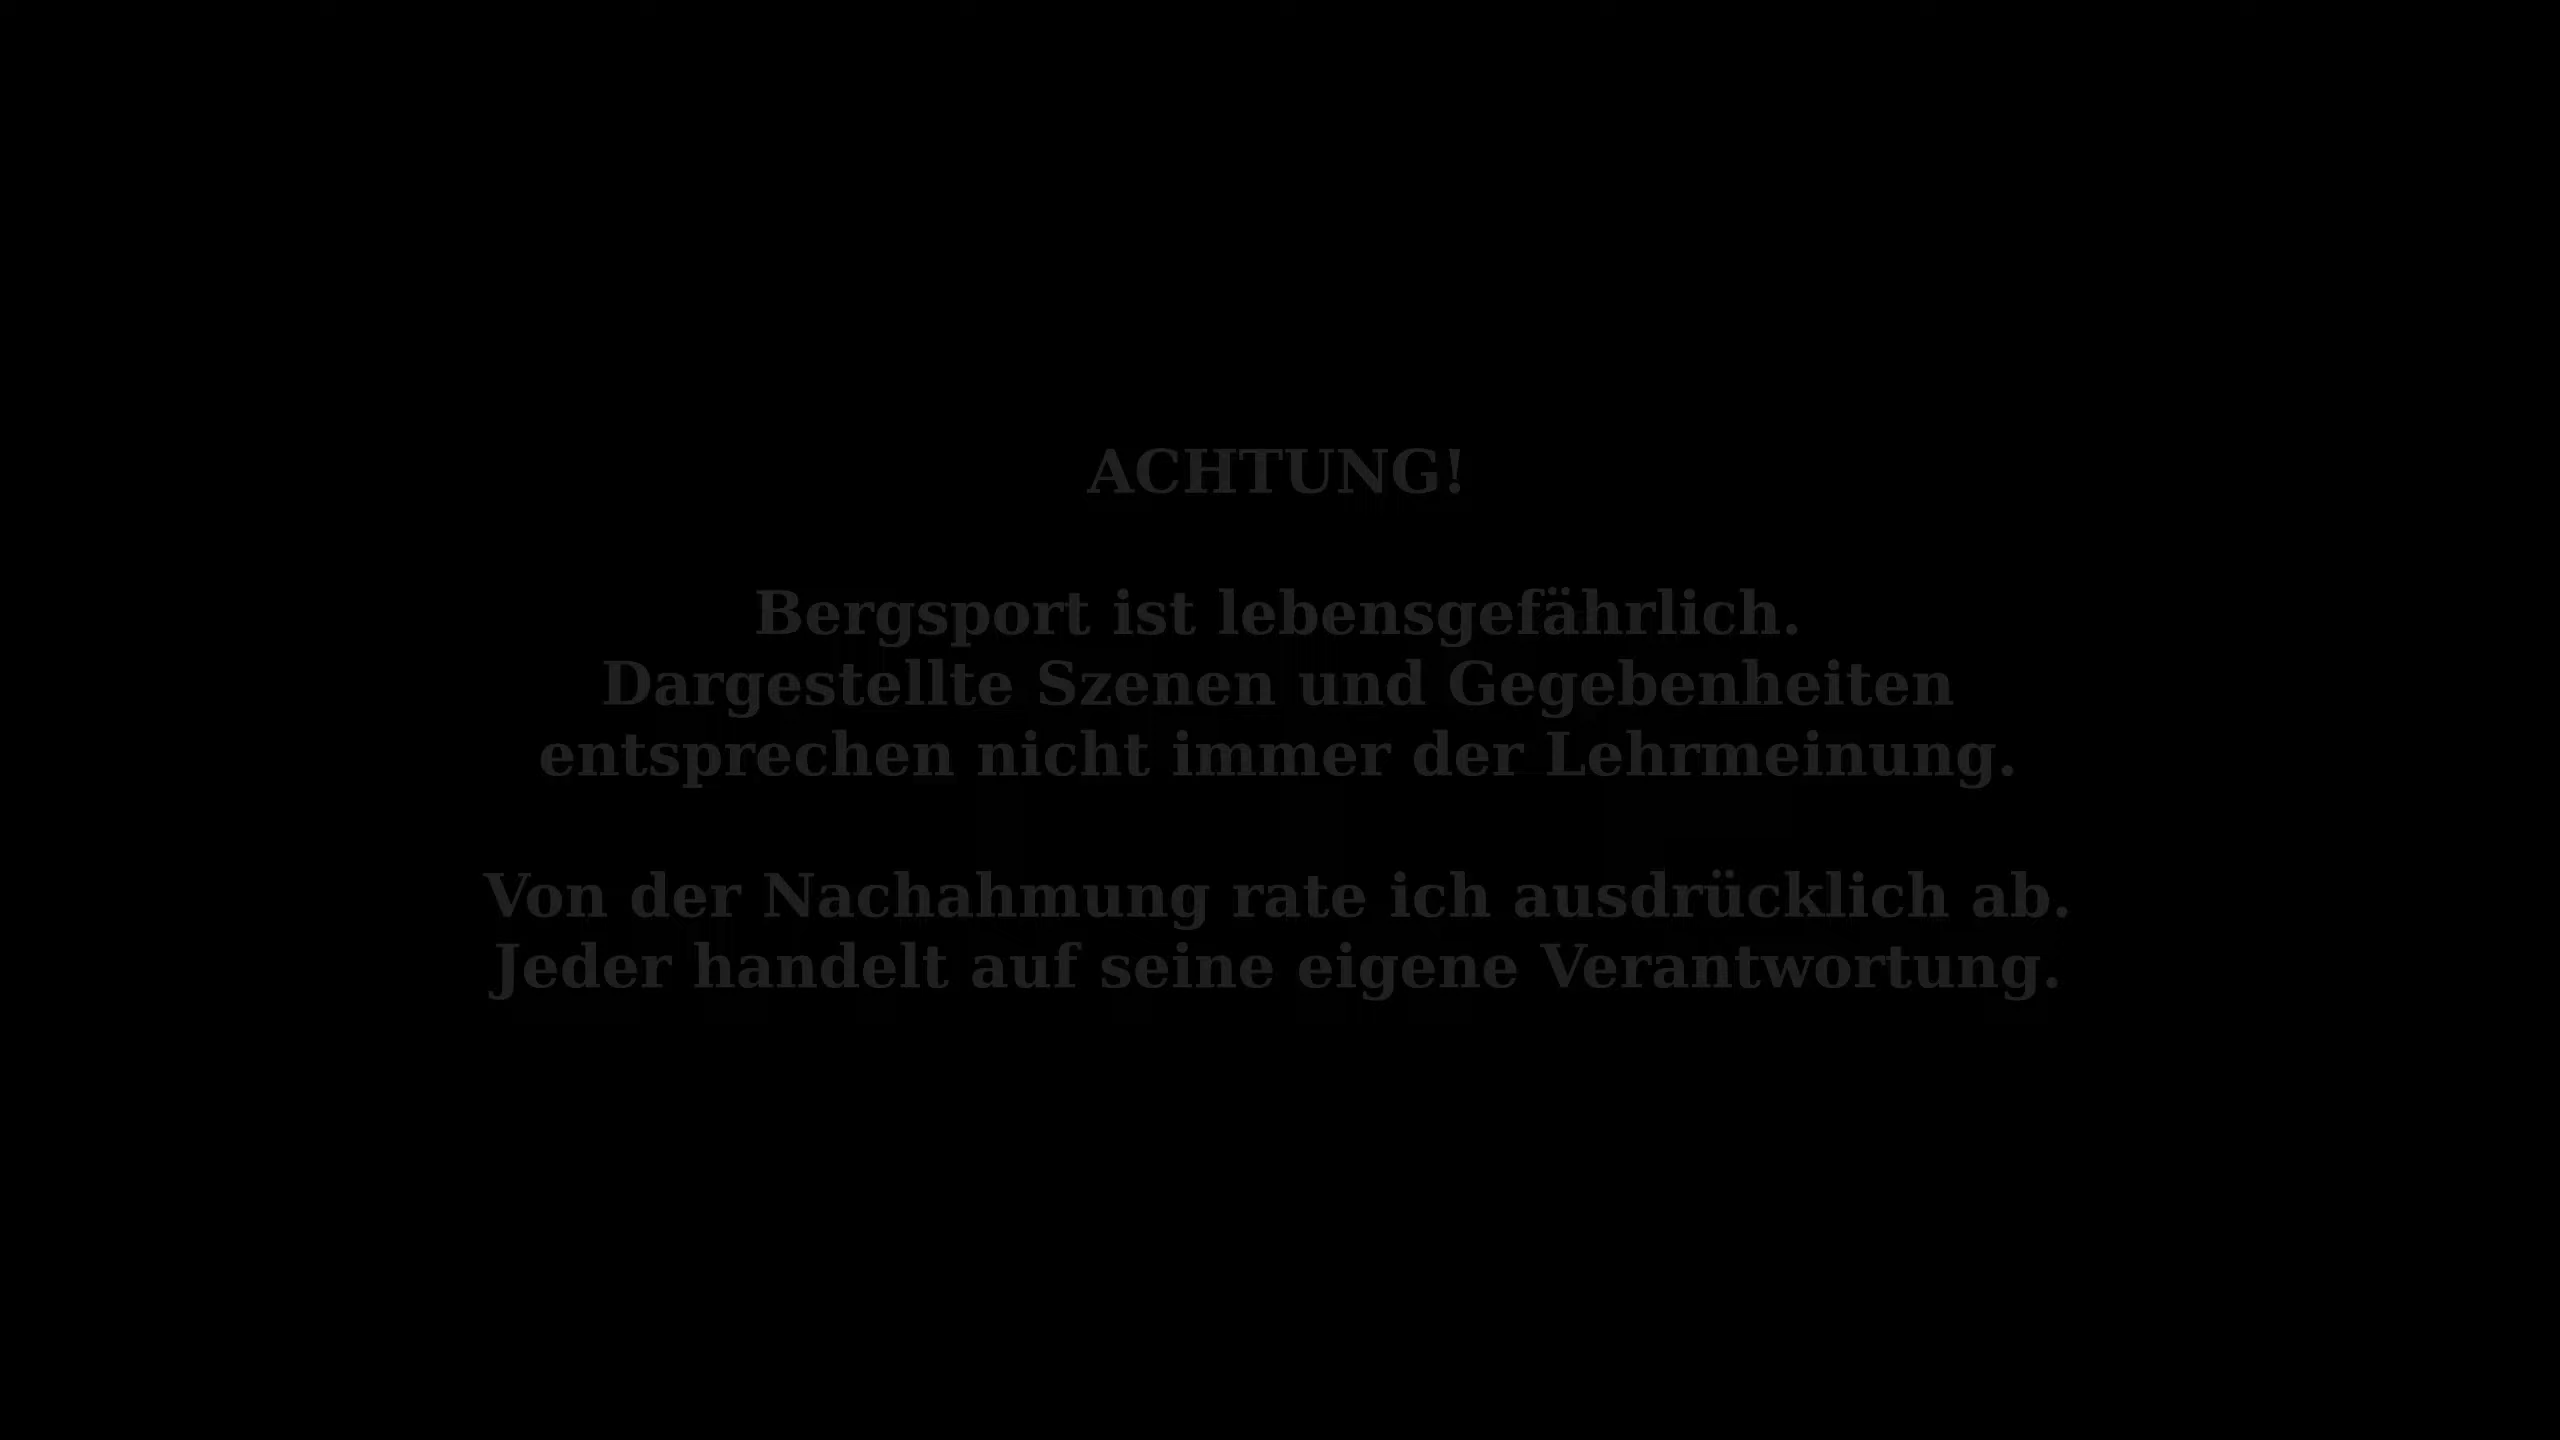 ACHTUNG!
Bergsport ist lebensgefährlich.
Dargestellte Szenen und Gegebenheiten
entsprechen nicht immer der Lehrmeinung.
Von der Nachahmung rate ich ausdrücklich ab.
Jeder handelt auf seine eigene Verantwortung.